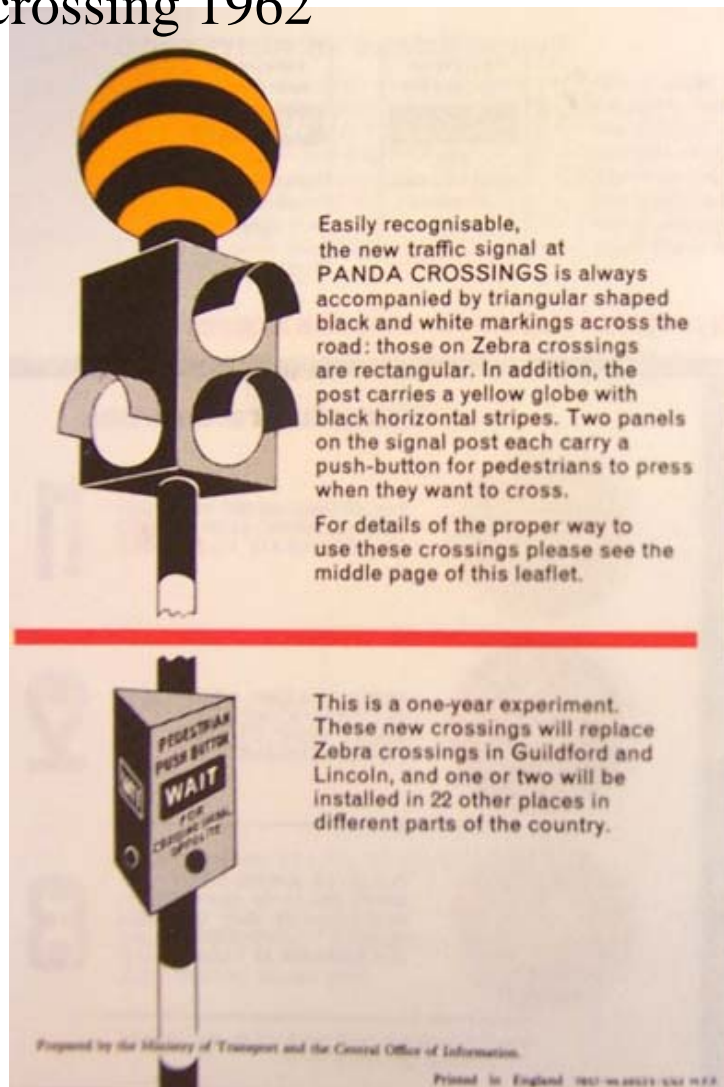 crossing 1962
Easily recognisable,
the new traffic signal at
PANDA CROSSINGS is always
accompanied by triangular shaped
black and white markings across the
road: those on Zebra crossings
are rectangular. In addition, the
post carries a yellow globe with
black horizontal stripes. Two panels
on the signal post each carry a
push-button for pedestrians to press
when they want to cross.
For details of the proper way to
use these crossings please see the
middle page of this leaflet.
PEDESTRIAN
PUSH BUTTON
WAIT
FOR
CROSSING SIGNAL
OPPOSITE
This is a one-year experiment.
These new crossings will replace
Zebra crossings in Guildford and
Lincoln, and one or two will be
installed in 22 other places in
different parts of the country.
Prepared by the Ministry of Transport and the Central Office of Information.
Printed in England